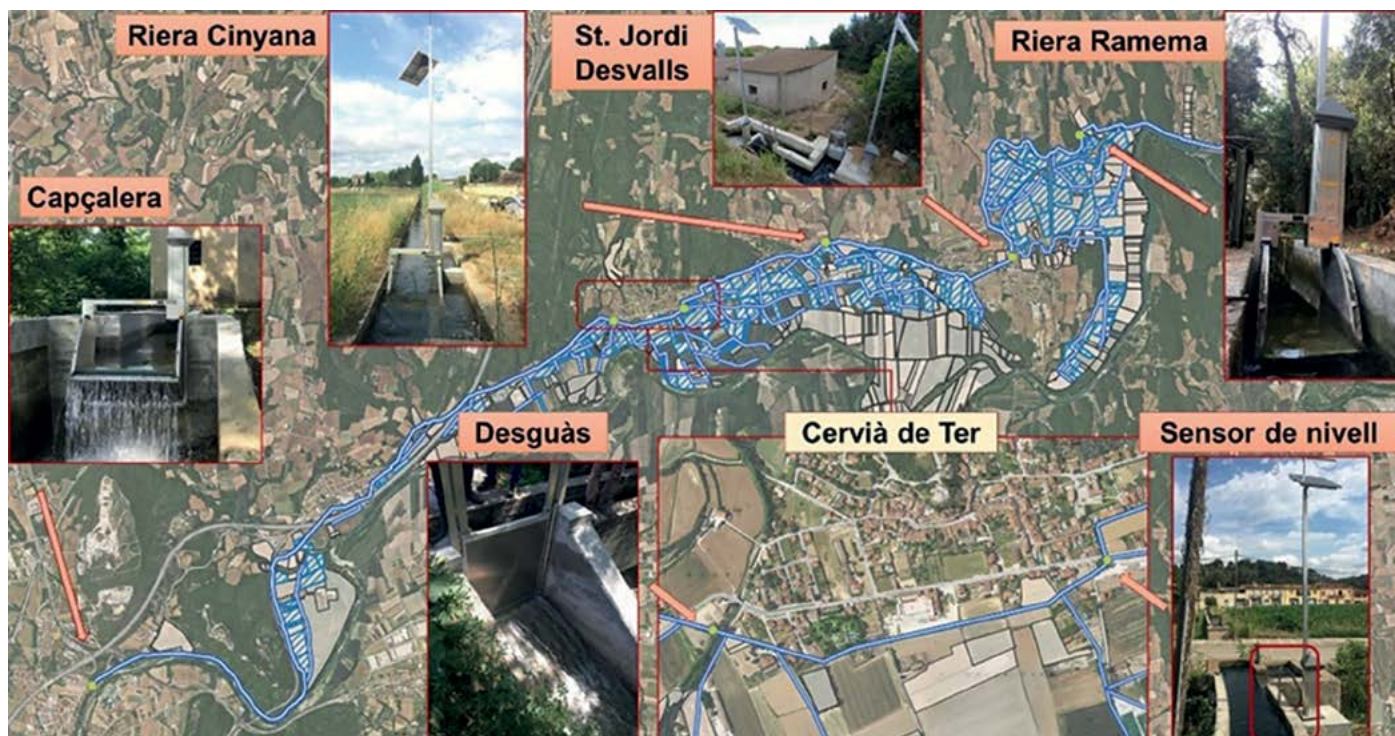 Riera Cinyana
St. Jordi
Desvalls
Riera Ramema
Capçalera
Desguàs
Cervià de Ter
Sensor de nivell